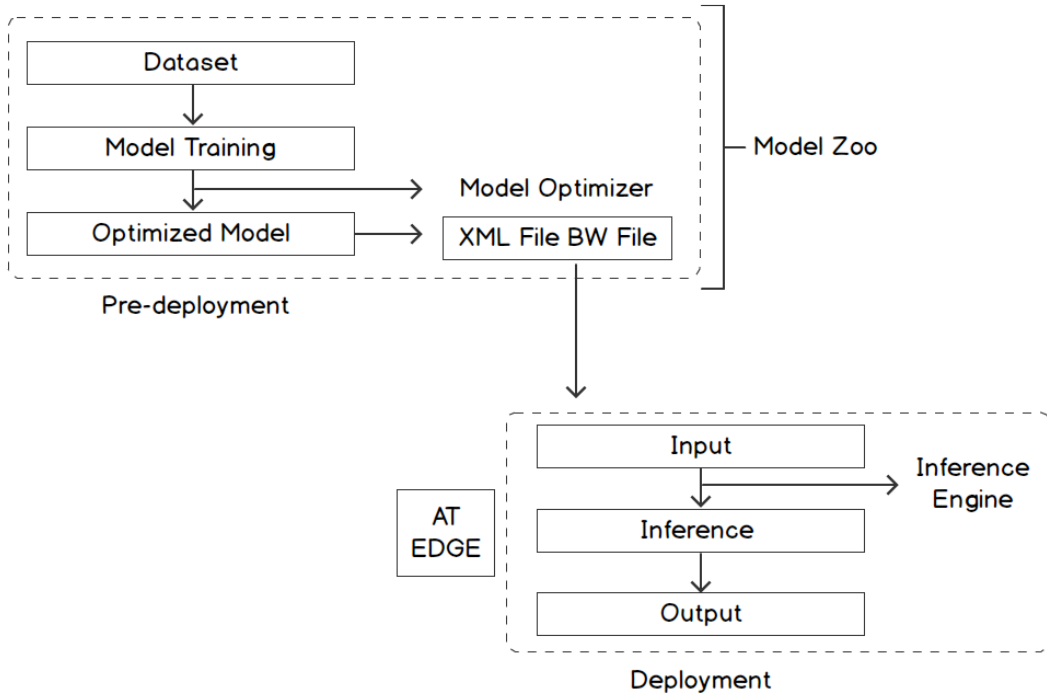 Dataset
Model Training
Model Zoo
Model Optimizer
Optimized Model
XML File BW File
Pre-deployment
Input
Inference
Engine
AT
EDGE
Inference
Output
Deployment